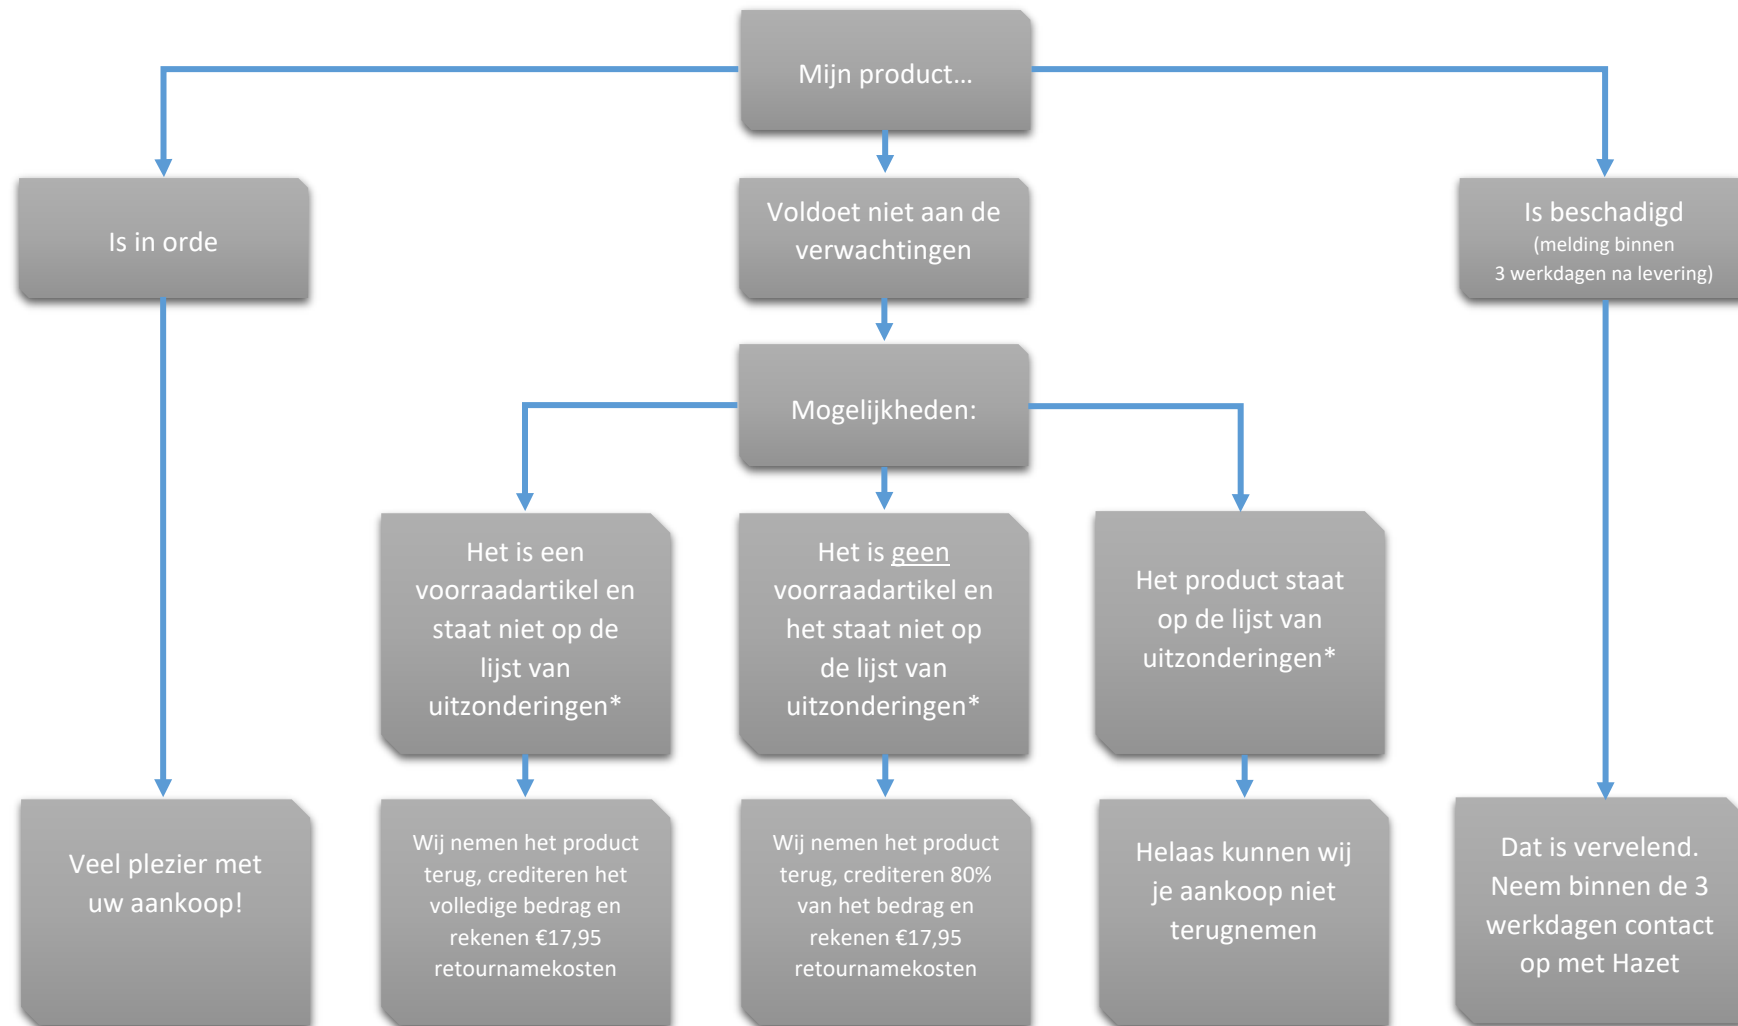 Mijn product…
Is in orde
Voldoet niet aan de
verwachtingen
Is beschadigd
(melding binnen
3 werkdagen na levering)
Mogelijkheden:
Het is een
voorraadartikel en
staat niet op de
lijst van
uitzonderingen*
Het is geen
voorraadartikel en
het staat niet op
de lijst van
uitzonderingen*
Het product staat
op de lijst van
uitzonderingen*
Veel plezier met
uw aankoop!
Wij nemen het product
terug, crediteren het
volledige bedrag en
rekenen €17,95
retournamekosten
Wij nemen het product
terug, crediteren 80%
van het bedrag en
rekenen €17,95
retournamekosten
Helaas kunnen wij
je aankoop niet
terugnemen
Dat is vervelend.
Neem binnen de 3
werkdagen contact
op met Hazet